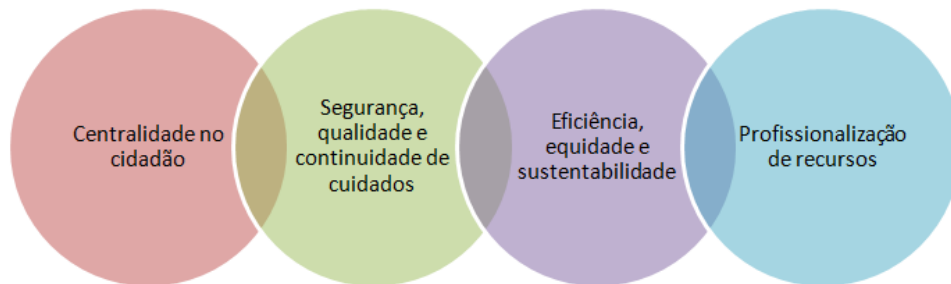 Centralidade no
cidadão
Segurança,
qualidade e
continuidade de
cuidados
Eficiência,
equidade e
sustentabilidade
Profissionalização
de recursos